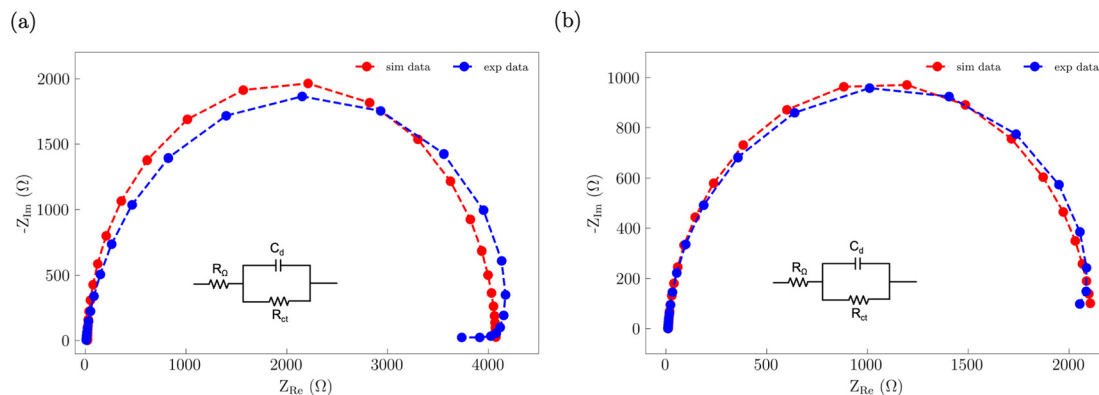 (a)
sim data
exp data
2000
1500
1000
500
0
-Z_Im (Ω)
C_d
R_Ω
R_ct
0 1000 2000 3000 4000
Z_Re (Ω)
(b)
sim data
exp data
1000
800
600
400
200
0
-Z_Im (Ω)
C_d
R_Ω
R_ct
0 500 1000 1500 2000
Z_Re (Ω)